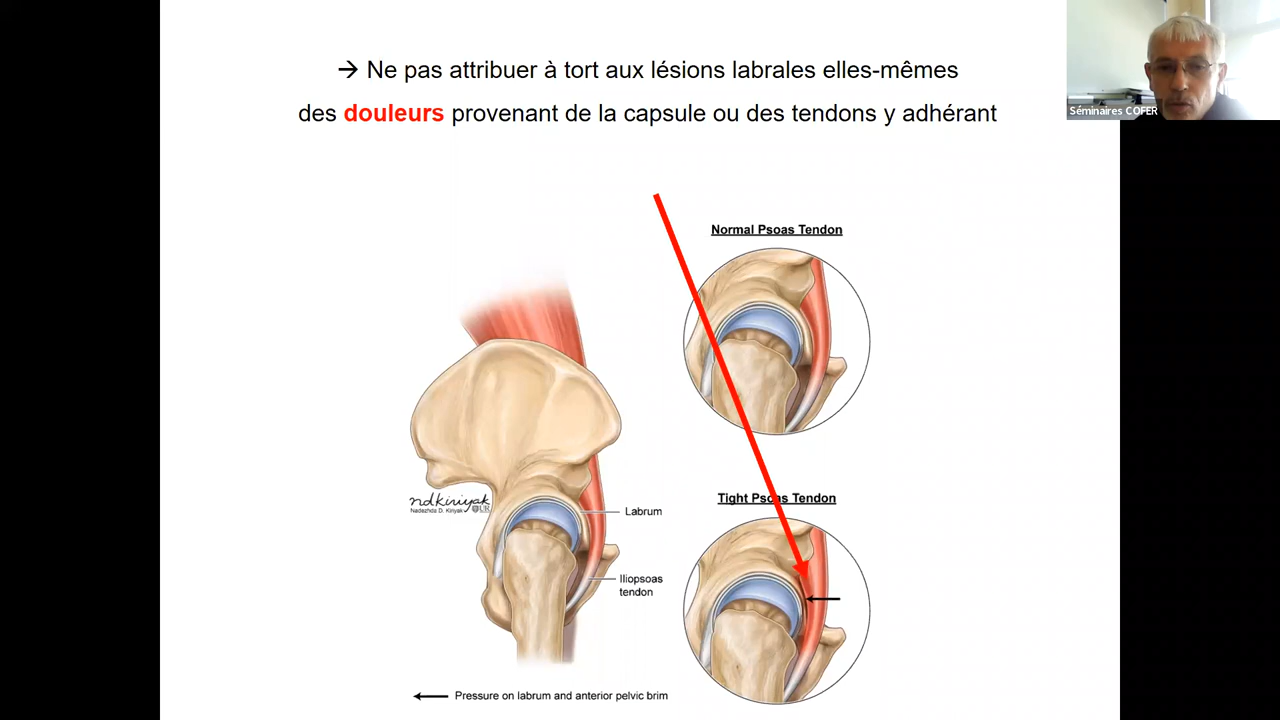 → Ne pas attribuer à tort aux lésions labrales elles-mêmes
des douleurs provenant de la capsule ou des tendons y adhérant
Séminaires COFER
Normal Psoas Tendon
ndkiriyak
Nadezhda D. Kiriyak
UR
Labrum
Iliopsoas
tendon
Tight Psoas Tendon
Pressure on labrum and anterior pelvic brim